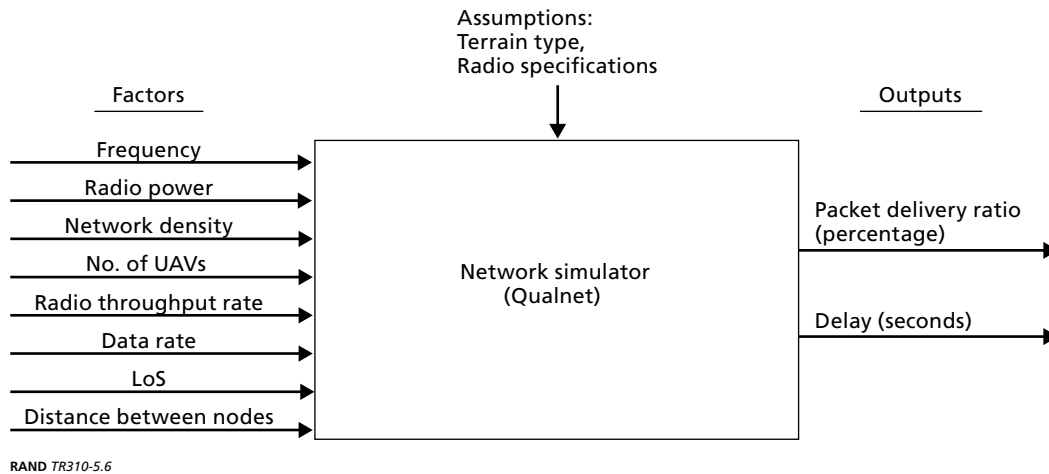 Assumptions:
Terrain type,
Radio specifications
Factors
Outputs
Frequency
Radio power
Network density
No. of UAVs
Radio throughput rate
Data rate
LoS
Distance between nodes
Network simulator
(Qualnet)
Packet delivery ratio
(percentage)
Delay (seconds)
RAND TR310-5.6